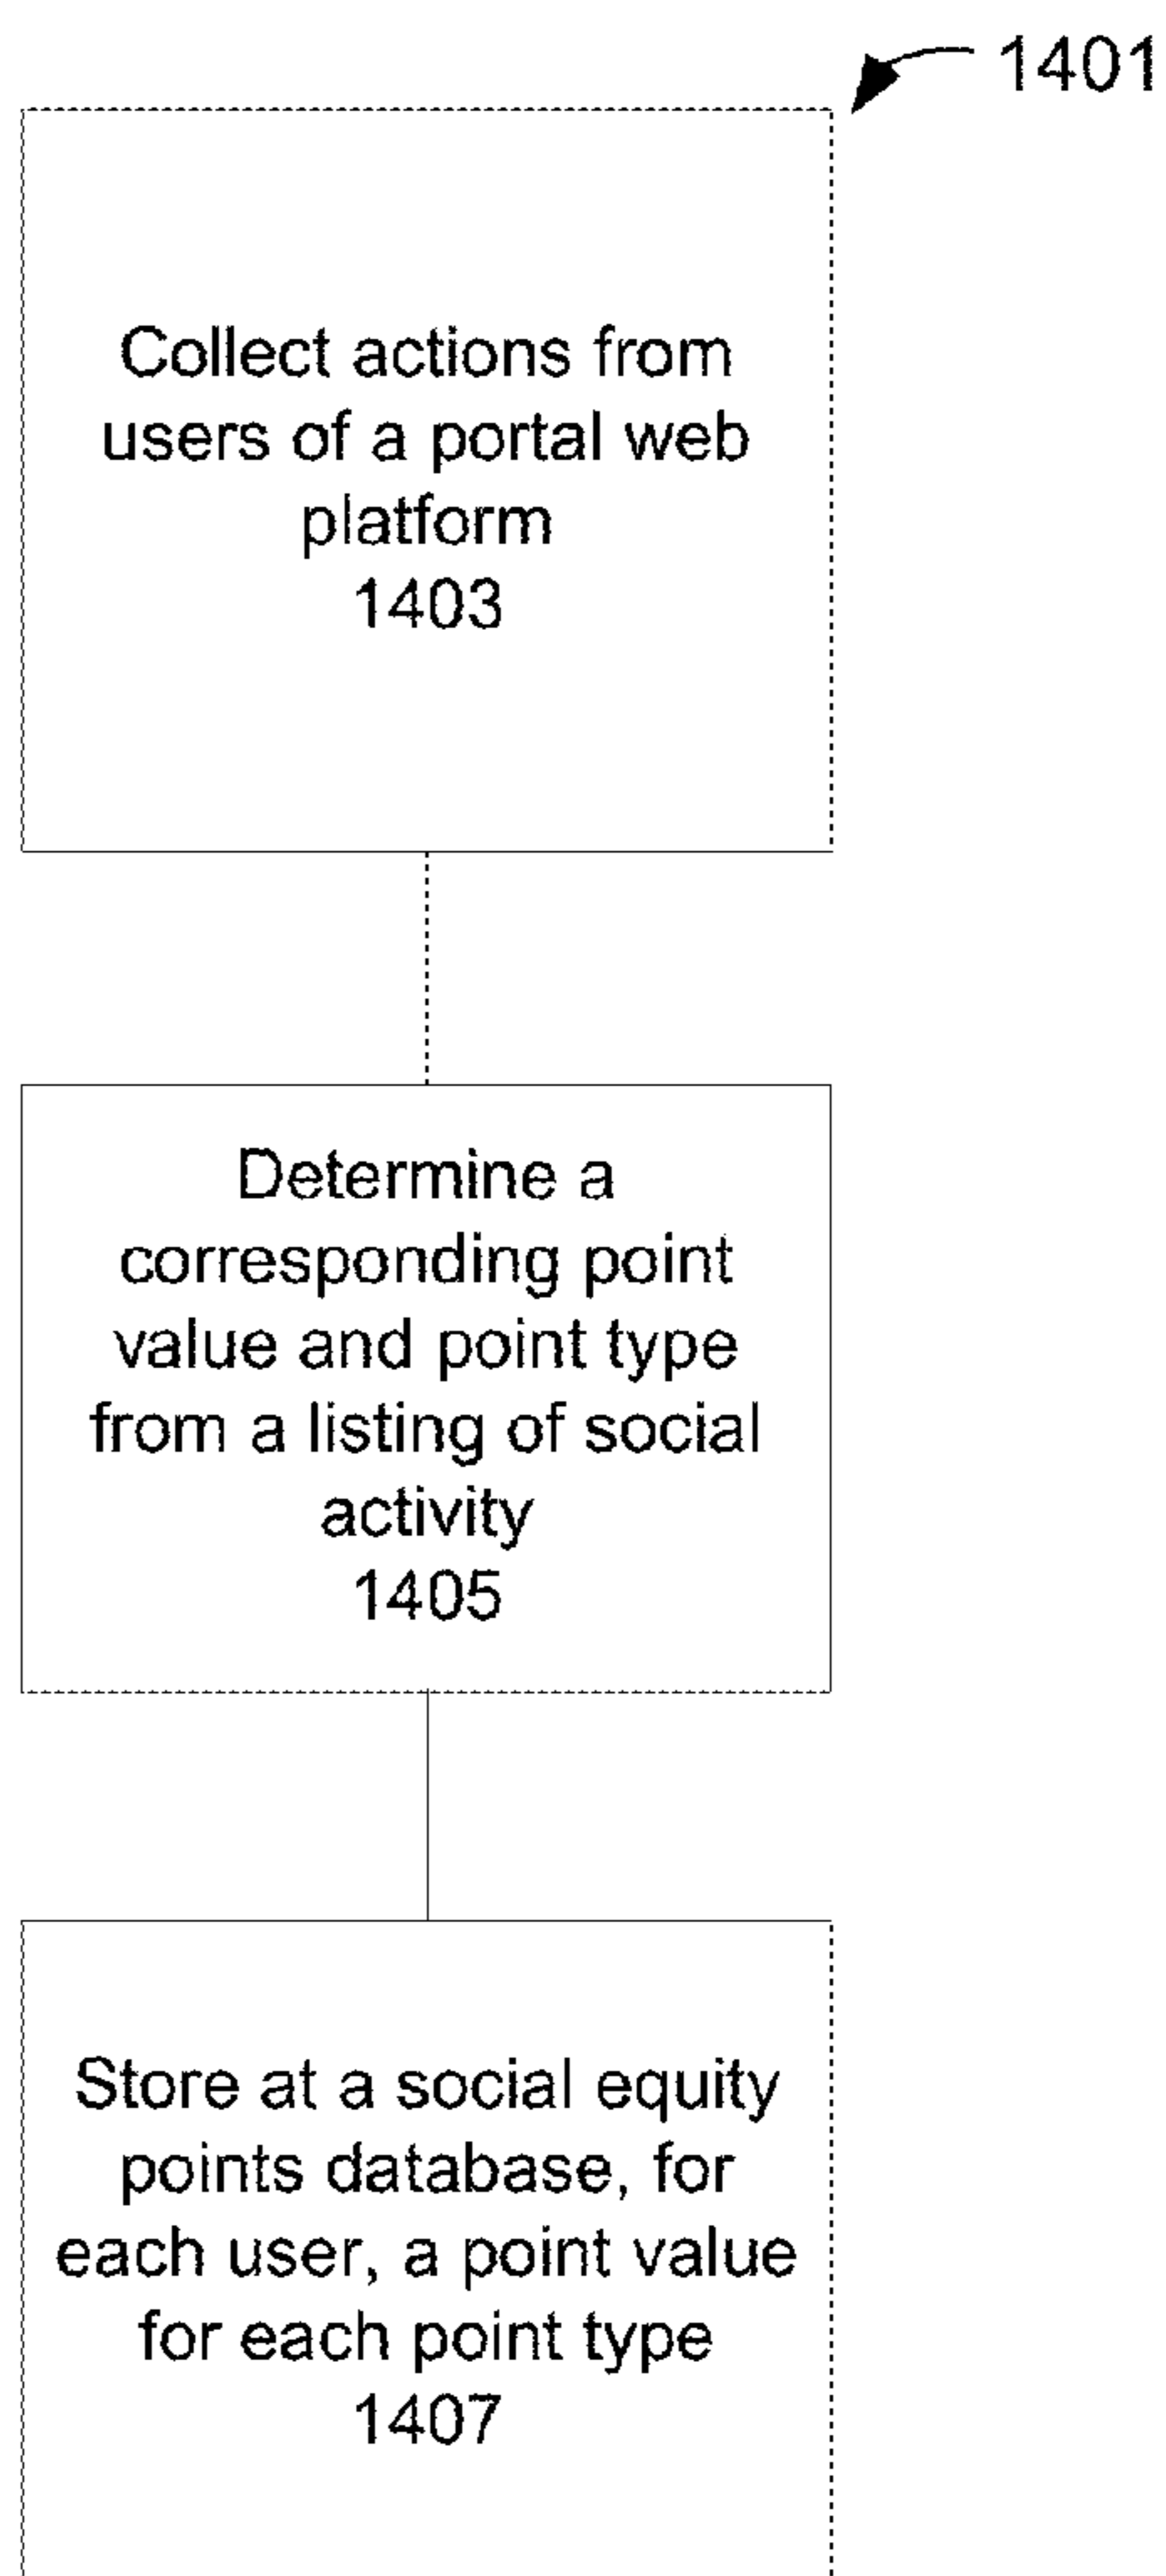 1401
Collect actions from
users of a portal web
platform
1403
Determine a
corresponding point
value and point type
from a listing of social
activity
1405
Store at a social equity
points database, for
each user, a point value
for each point type
1407